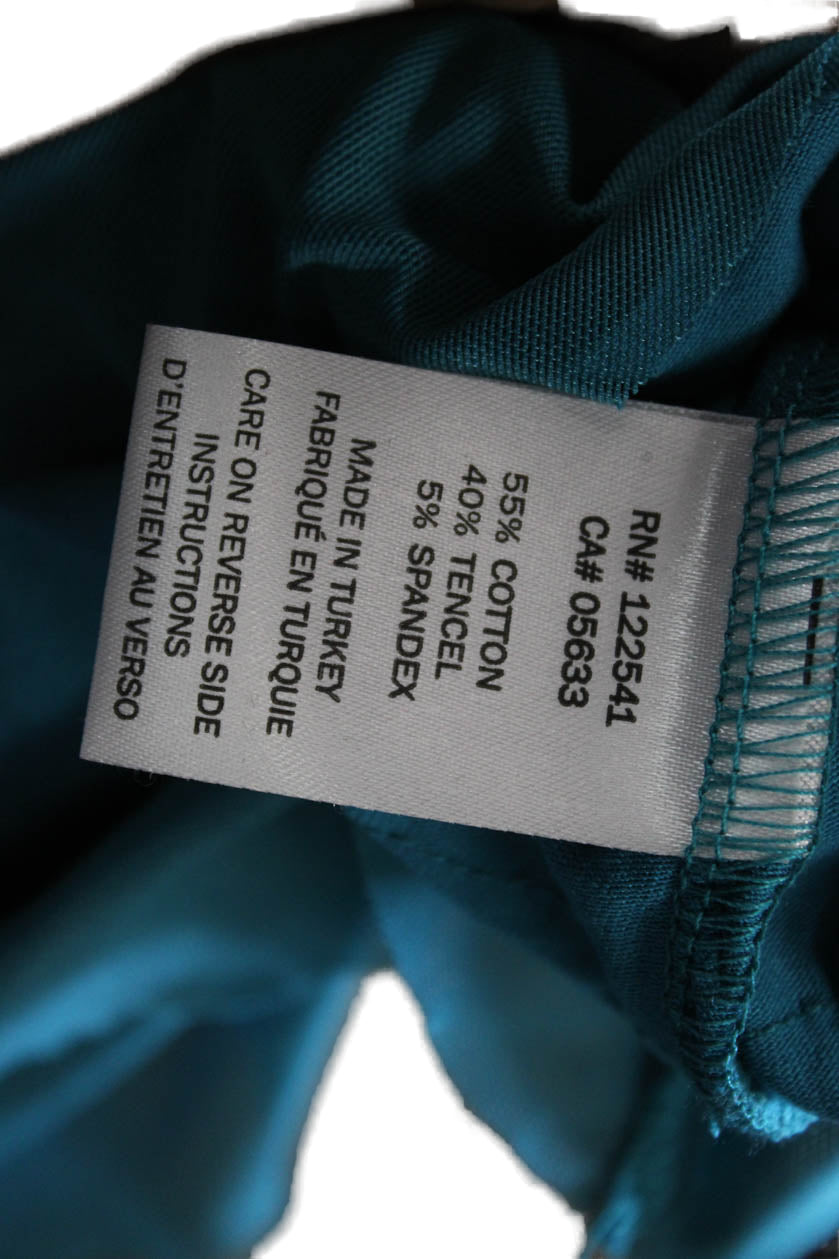 RN# 122541
CA# 05633
55% COTTON
40% TENCEL
5% SPANDEX
MADE IN TURKEY
FABRIQUÉ EN TURQUIE
CARE ON REVERSE SIDE
INSTRUCTIONS
D'ENTRETIEN AU VERSO